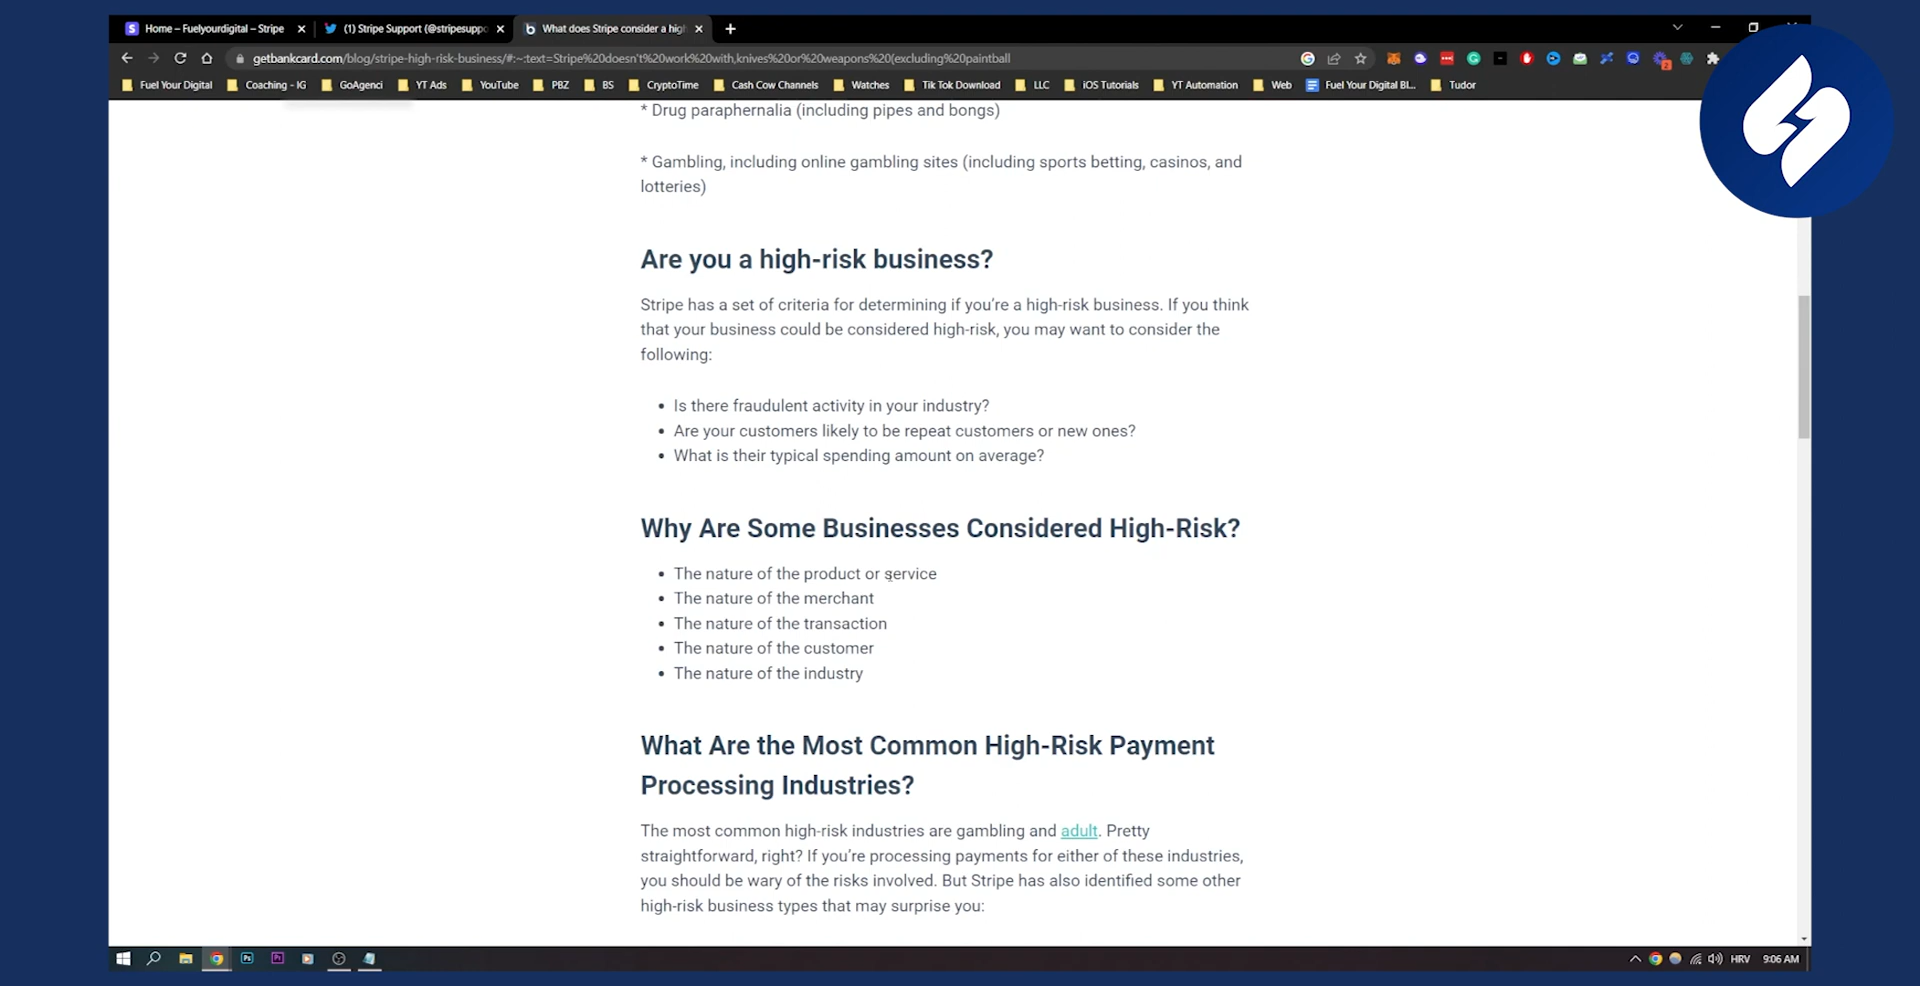 Home – Fuelyourdigital – Stripe
(1) Stripe Support (@stripesuppo
What does Stripe consider a hig
getbankcard.com/blog/stripe-high-risk-business/#:~:text=Stripe%20doesn't%20work%20with,knives%20or%20weapons%20(excluding%20paintball
Fuel Your Digital
Coaching - IG
GoAgenci
YT Ads
YouTube
PBZ
BS
CryptoTime
Cash Cow Channels
Watches
Tik Tok Download
LLC
iOS Tutorials
YT Automation
Web
Fuel Your Digital Bl...
Tudor
* Drug paraphernalia (including pipes and bongs)
* Gambling, including online gambling sites (including sports betting, casinos, and
lotteries)
Are you a high-risk business?
Stripe has a set of criteria for determining if you're a high-risk business. If you think
that your business could be considered high-risk, you may want to consider the
following:
• Is there fraudulent activity in your industry?
• Are your customers likely to be repeat customers or new ones?
• What is their typical spending amount on average?
Why Are Some Businesses Considered High-Risk?
• The nature of the product or service
• The nature of the merchant
• The nature of the transaction
• The nature of the customer
• The nature of the industry
What Are the Most Common High-Risk Payment
Processing Industries?
The most common high-risk industries are gambling and adult. Pretty
straightforward, right? If you're processing payments for either of these industries,
you should be wary of the risks involved. But Stripe has also identified some other
high-risk business types that may surprise you:
HRV
9:06 AM